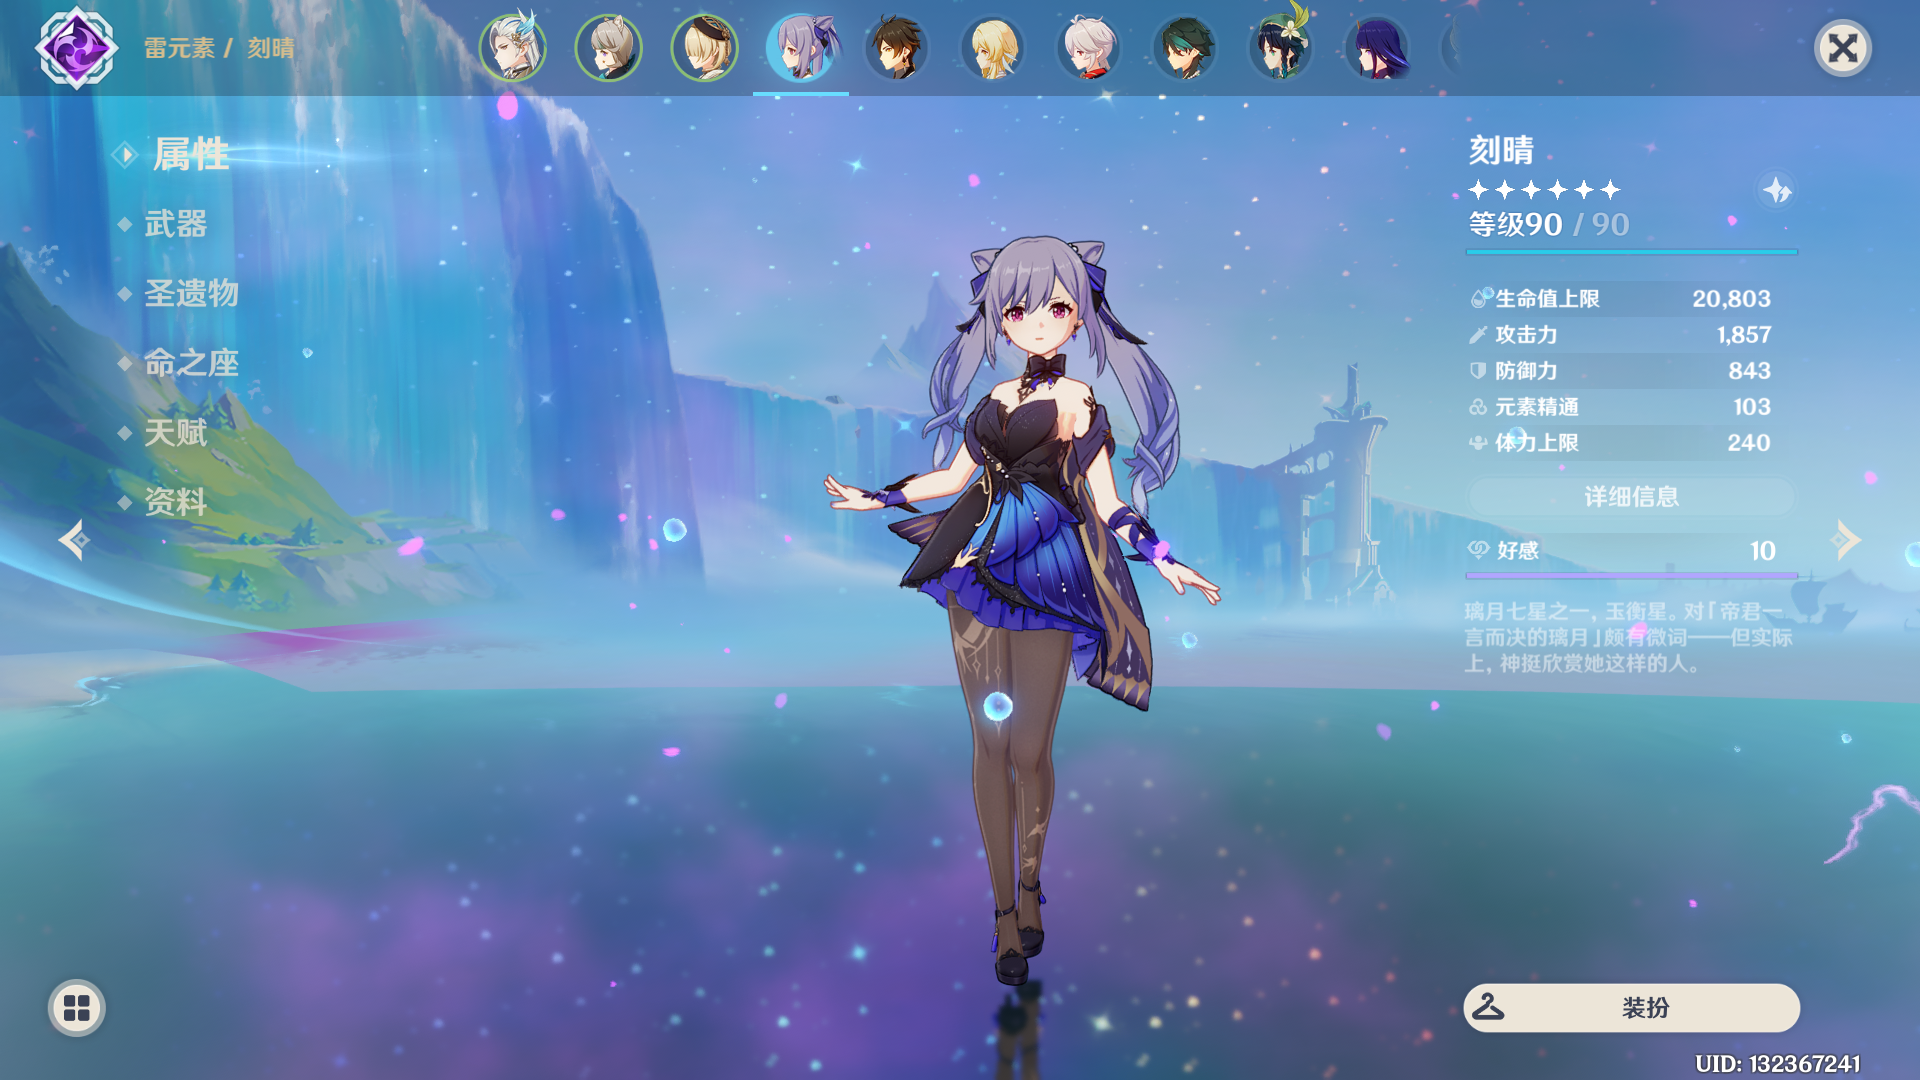 雷元素 / 刻晴
属性
武器
圣遗物
命之座
天赋
资料
刻晴
等级90 / 90
生命值上限 20,803
攻击力 1,857
防御力 843
元素精通 103
体力上限 240
详细信息
好感 10
璃月七星之一，玉衡星。对「帝君一
言而决的璃月」颇有微词——但实际
上，神挺欣赏她这样的人。
装扮
UID: 132367241